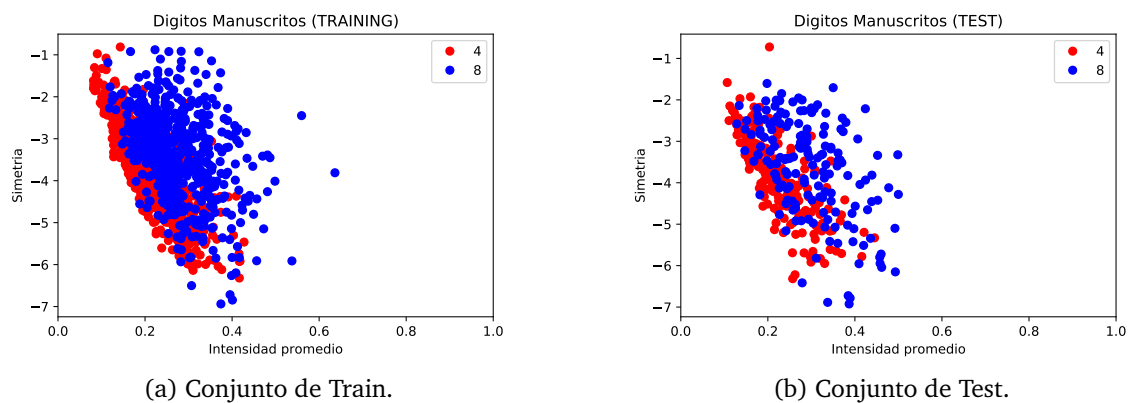 Digitos Manuscritos (TRAINING)
4
8
−1
−2
−3
−4
−5
−6
−7
Simetria
0.0 0.2 0.4 0.6 0.8 1.0
Intensidad promedio
(a) Conjunto de Train.
Digitos Manuscritos (TEST)
4
8
−1
−2
−3
−4
−5
−6
−7
Simetria
0.0 0.2 0.4 0.6 0.8 1.0
Intensidad promedio
(b) Conjunto de Test.